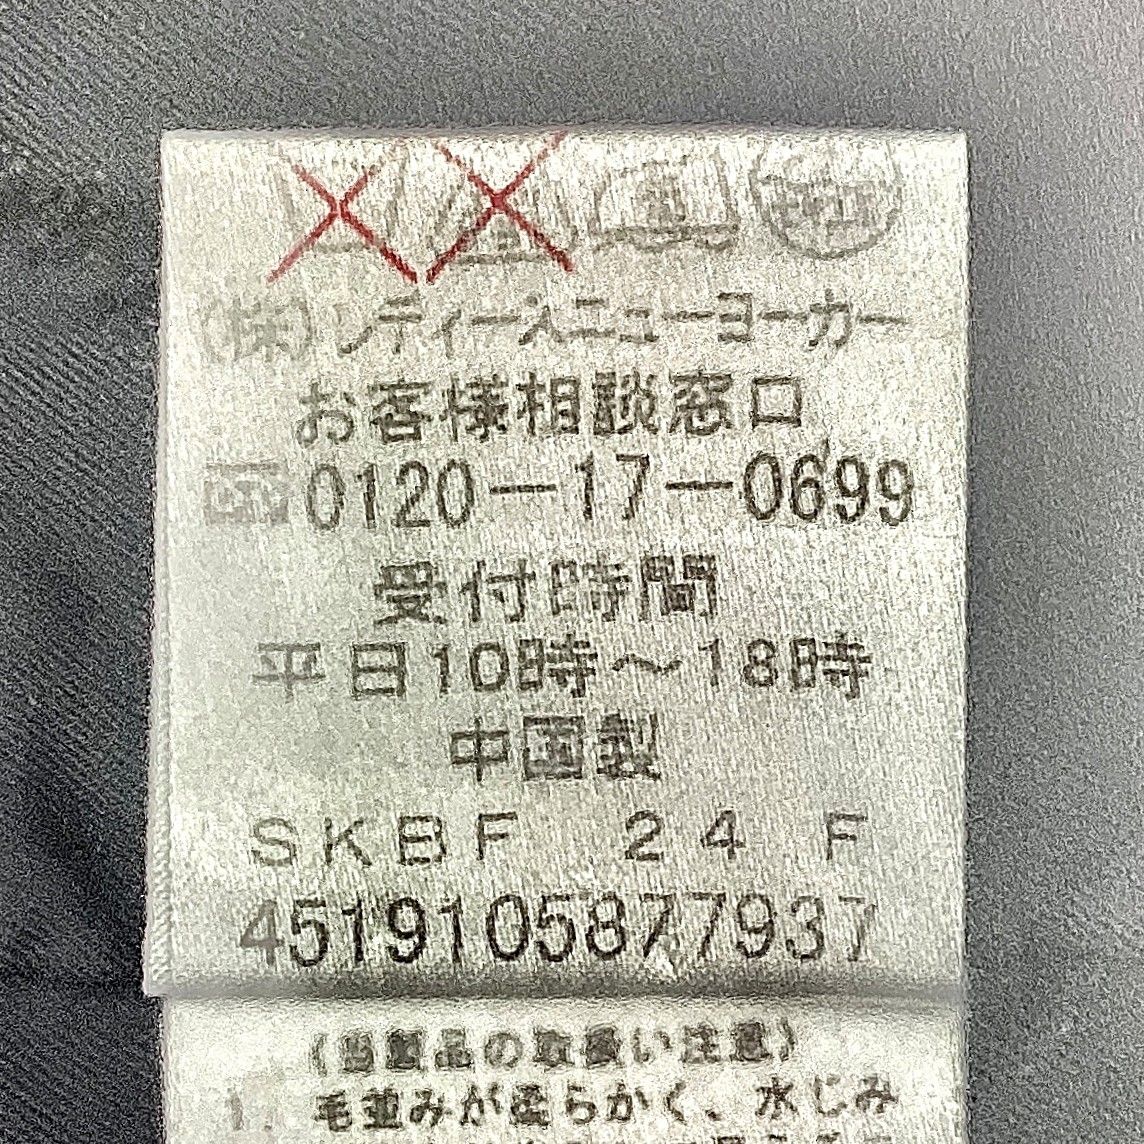 (株)レディースニューヨーカー
お客様相談窓口
0120-17-0699
受付時間
平日10時～18時
中国製
SKBF 24 F
4519105877937
(当製品の取扱い注意)
1. 毛並みが柔らかく、水じみ